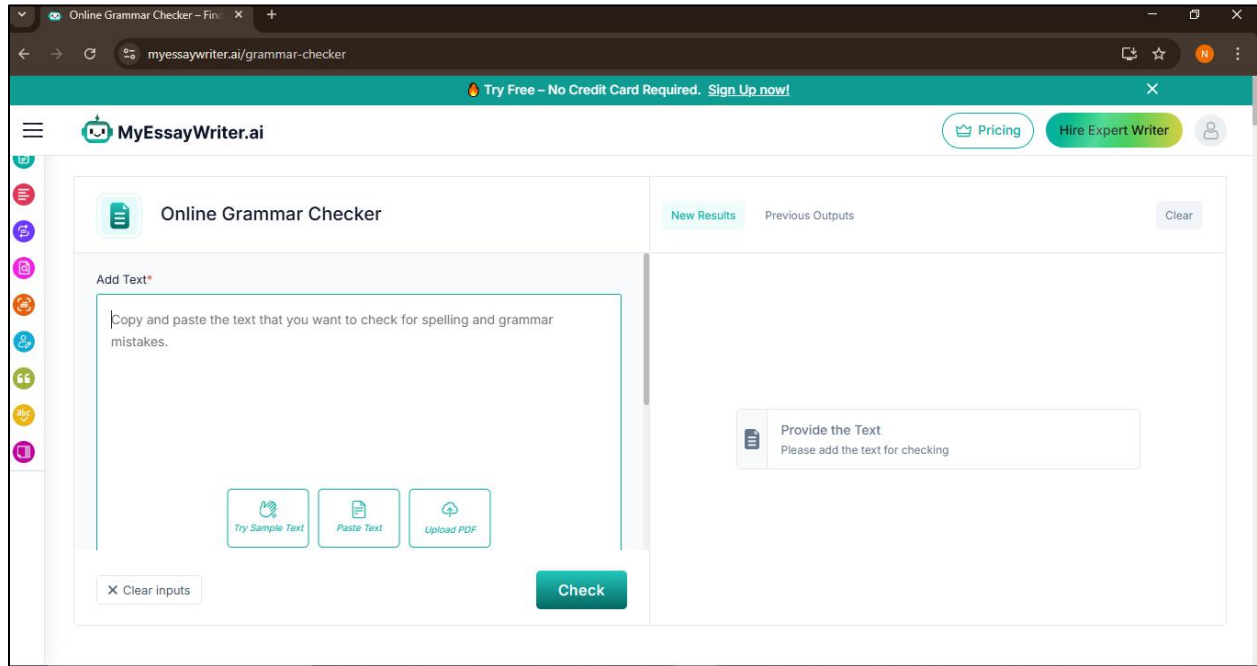 Online Grammar Checker – Find
myessaywriter.ai/grammar-checker
N
Try Free – No Credit Card Required. Sign Up now!
MyEssayWriter.ai
Pricing
Hire Expert Writer
Online Grammar Checker
New Results
Previous Outputs
Clear
Add Text*
Copy and paste the text that you want to check for spelling and grammar
mistakes.
Provide the Text
Please add the text for checking
Try Sample Text
Paste Text
Upload PDF
abc
Clear inputs
Check